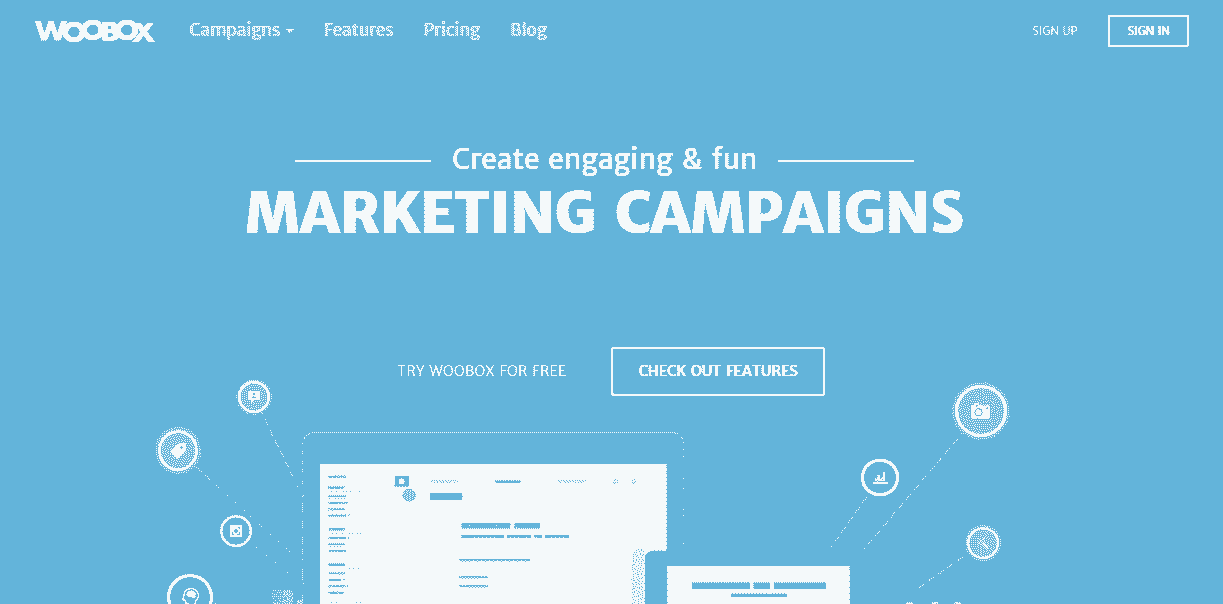 WOOBOX Campaigns Features Pricing Blog SIGN UP SIGN IN
Create engaging & fun
MARKETING CAMPAIGNS
TRY WOOBOX FOR FREE CHECK OUT FEATURES